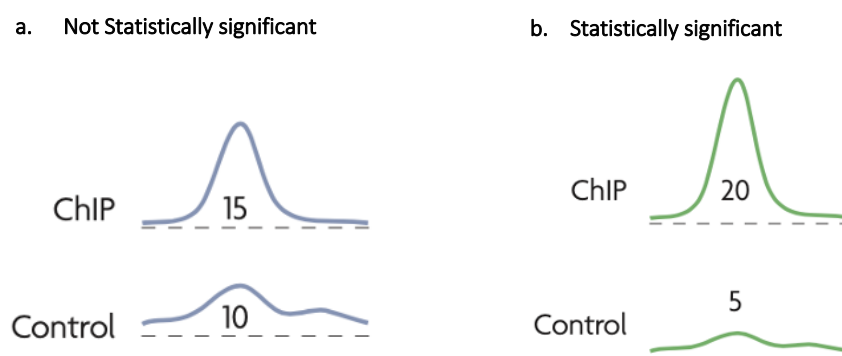 a. Not Statistically significant
ChIP 15
Control 10
b. Statistically significant
ChIP 20
5
Control